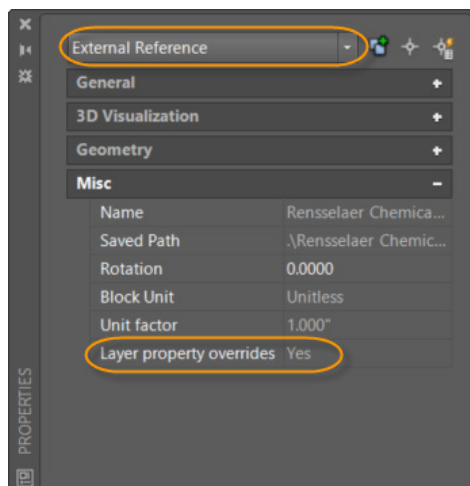 External Reference
General
3D Visualization
Geometry
Misc
Name Rensselaer Chemica...
Saved Path .\Rensselaer Chemic...
Rotation 0.0000
Block Unit Unitless
Unit factor 1.000"
Layer property overrides Yes
PROPERTIES